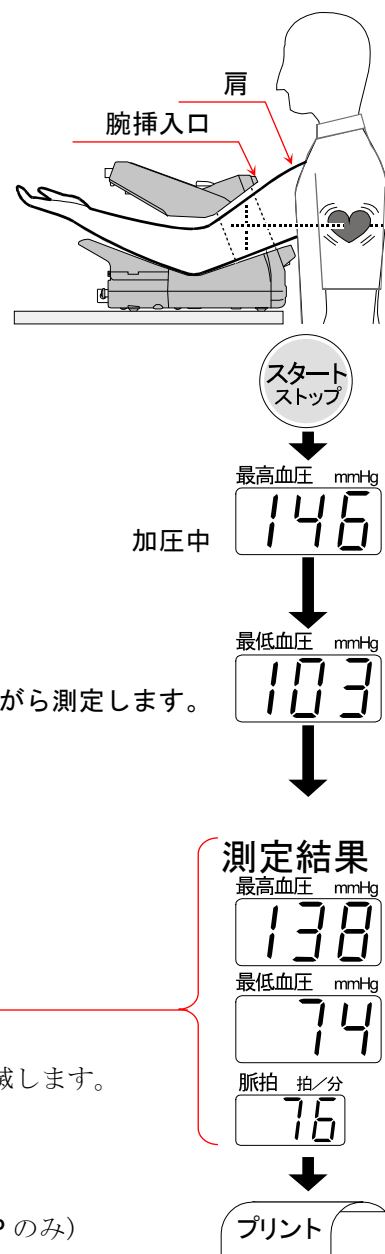 肩
腕挿入口
スタート
ストップ
最高血圧 mmHg
146
加圧中
最低血圧 mmHg
103
がら測定します。
測定結果
最高血圧 mmHg
138
最低血圧 mmHg
74
滅します。
脈拍 拍／分
76
P のみ）
プリント